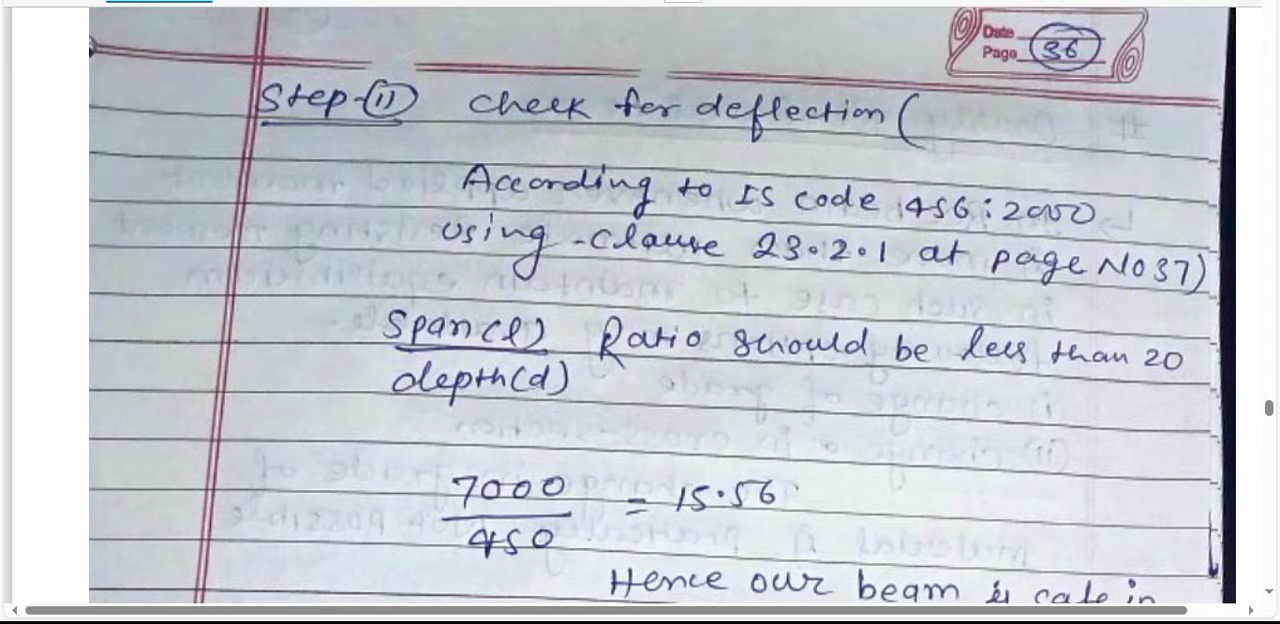 Date
Page 36
Step-(11) check for deflection (
According to IS code 456:2000
using -clause 23.2.1 at page No 37)
Span(l) Ratio should be less than 20
depth(d)
7000 = 15.56
450
Hence our beam is safe in